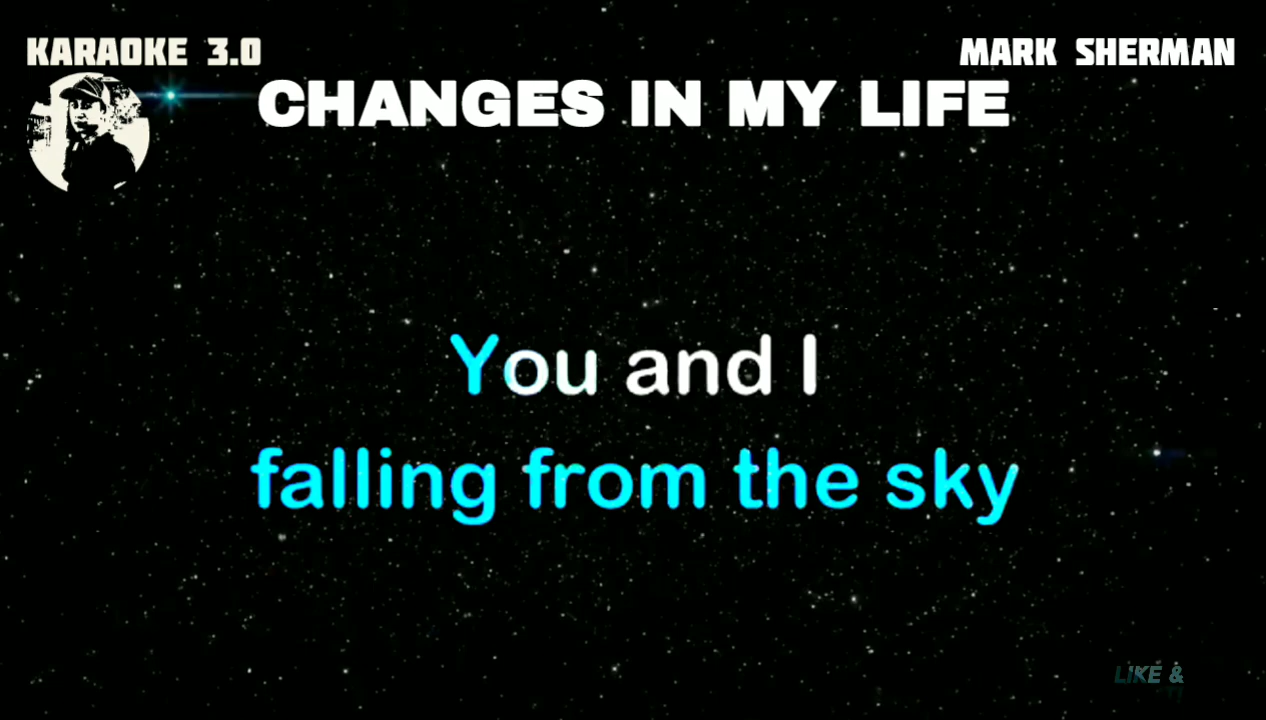 KARAOKE 3.0
MARK SHERMAN
CHANGES IN MY LIFE
You and I
falling from the sky
LIKE &